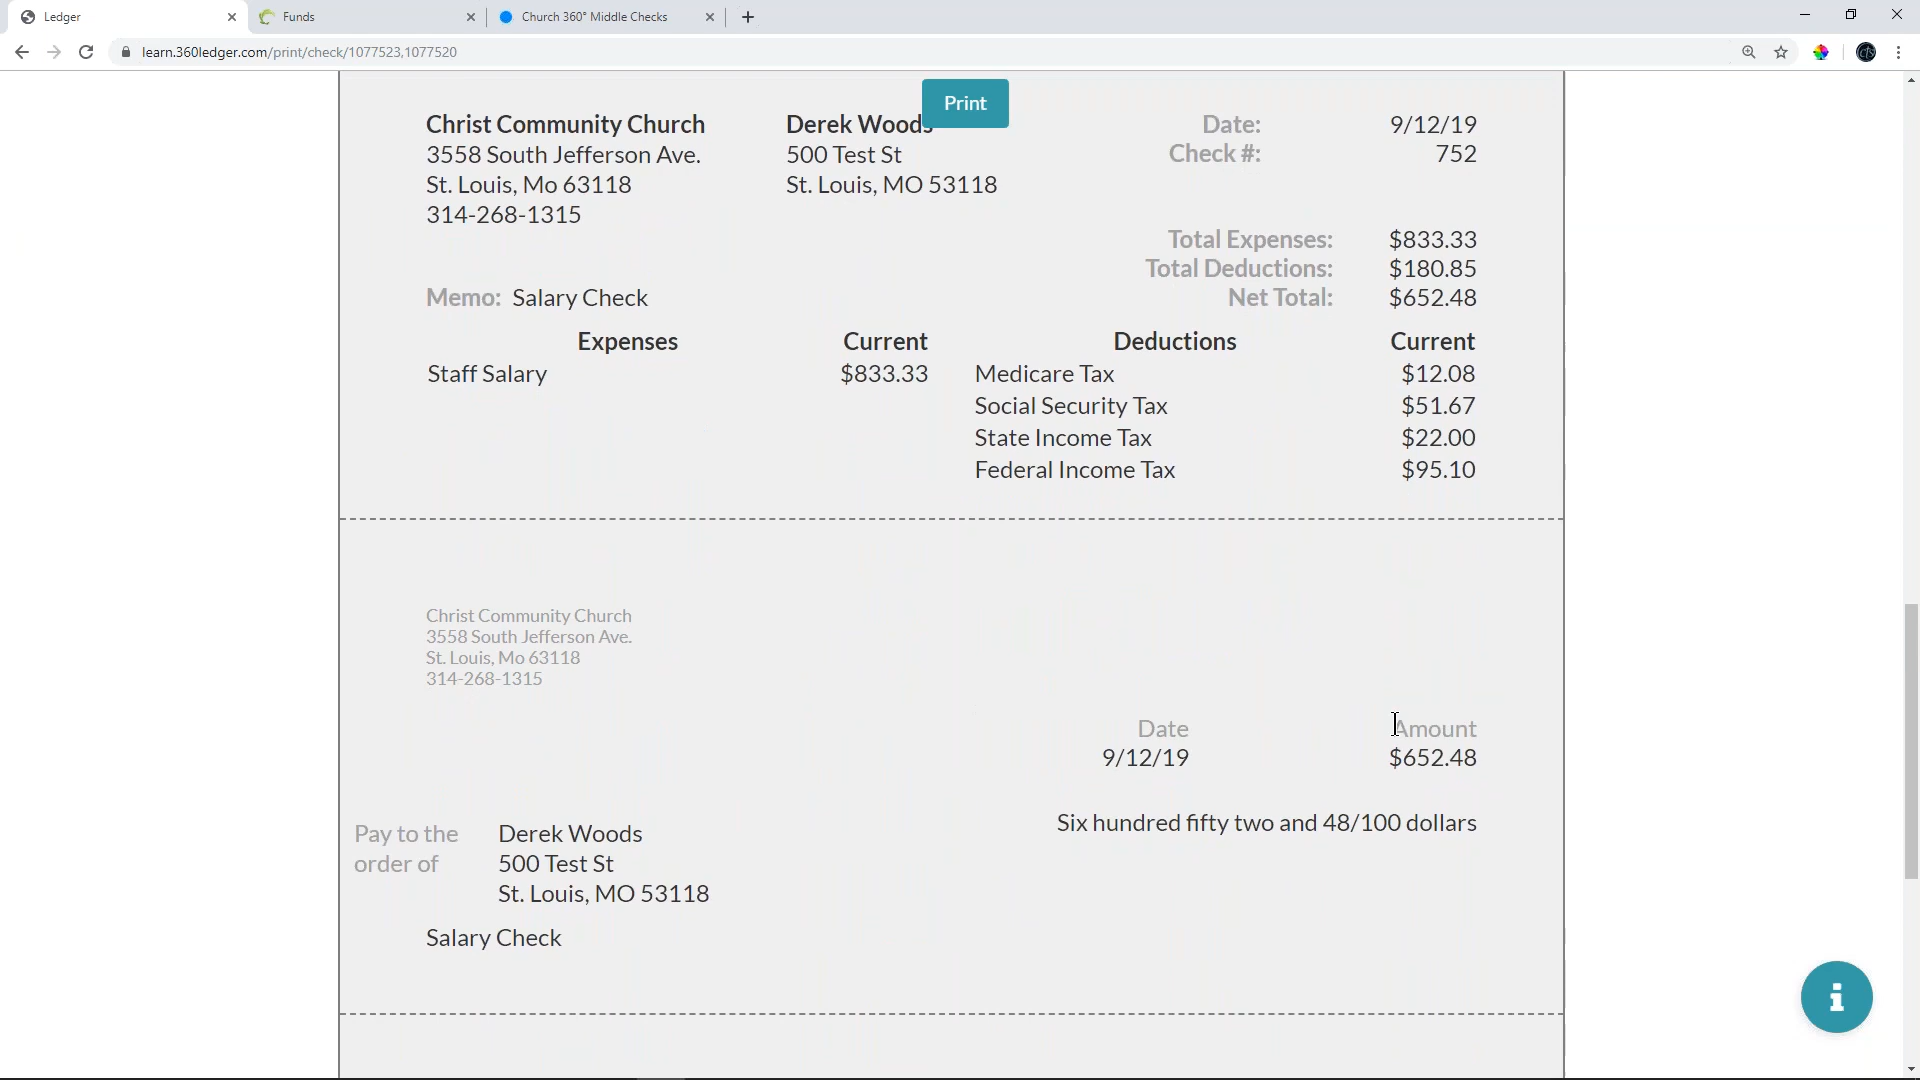 Ledger
Funds
Church 360° Middle Checks
learn.360ledger.com/print/check/1077523,1077520
Print
Christ Community Church
3558 South Jefferson Ave.
St. Louis, Mo 63118
314-268-1315
Derek Woods
500 Test St
St. Louis, MO 53118
Date: 9/12/19
Check #: 752
Total Expenses: $833.33
Total Deductions: $180.85
Net Total: $652.48
Memo: Salary Check
Expenses Current Deductions Current
Staff Salary $833.33 Medicare Tax $12.08
Social Security Tax $51.67
State Income Tax $22.00
Federal Income Tax $95.10
Christ Community Church
3558 South Jefferson Ave.
St. Louis, Mo 63118
314-268-1315
Date Amount
9/12/19 $652.48
Six hundred fifty two and 48/100 dollars
Pay to the
order of
Derek Woods
500 Test St
St. Louis, MO 53118
Salary Check